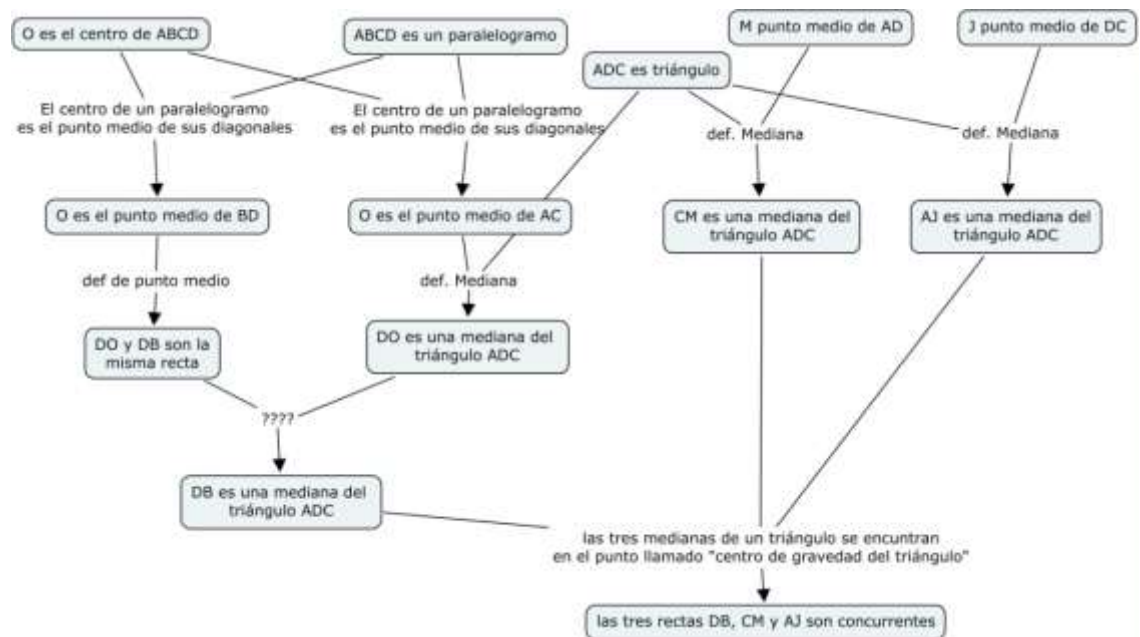 O es el centro de ABCD
ABCD es un paralelogramo
M punto medio de AD
J punto medio de DC
ADC es triángulo
El centro de un paralelogramo
es el punto medio de sus diagonales
El centro de un paralelogramo
es el punto medio de sus diagonales
def. Mediana
def. Mediana
O es el punto medio de BD
O es el punto medio de AC
CM es una mediana del
triángulo ADC
AJ es una mediana del
triángulo ADC
def de punto medio
def. Mediana
DO y DB son la
misma recta
DO es una mediana del
triángulo ADC
????
DB es una mediana del
triángulo ADC
las tres medianas de un triángulo se encuntran
en el punto llamado "centro de gravedad del triángulo"
las tres rectas DB, CM y AJ son concurrentes